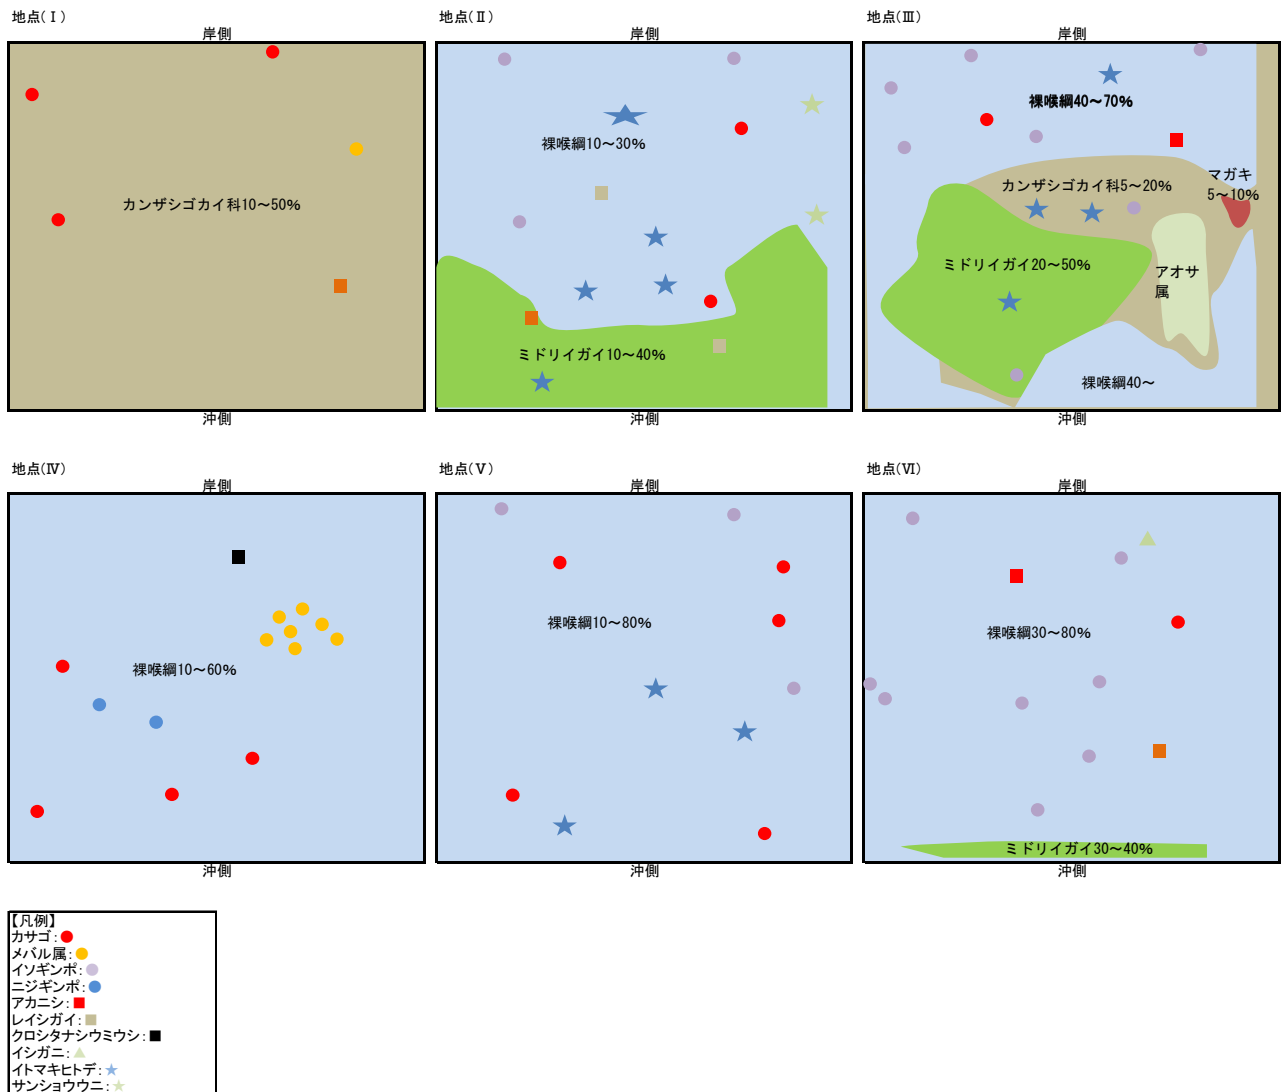 地点(Ⅰ)
岸側
カンザシゴカイ科10～50%
沖側
地点(Ⅱ)
岸側
裸喉綱10～30%
ミドリイガイ10～40%
沖側
地点(Ⅲ)
岸側
裸喉綱40～70%
カンザシゴカイ科5～20%
マガキ
5～10%
ミドリイガイ20～50%
アオサ
属
裸喉綱40～
沖側
地点(Ⅳ)
岸側
裸喉綱10～60%
沖側
地点(Ⅴ)
岸側
裸喉綱10～80%
沖側
地点(Ⅵ)
岸側
裸喉綱30～80%
ミドリイガイ30～40%
沖側
【凡例】
カサゴ:
メバル属:
イソギンポ:
ニジギンポ:
アカニシ:
レイシガイ:
クロシタナシウミウシ:
イシガニ:
イトマキヒトデ:
サンショウウニ: